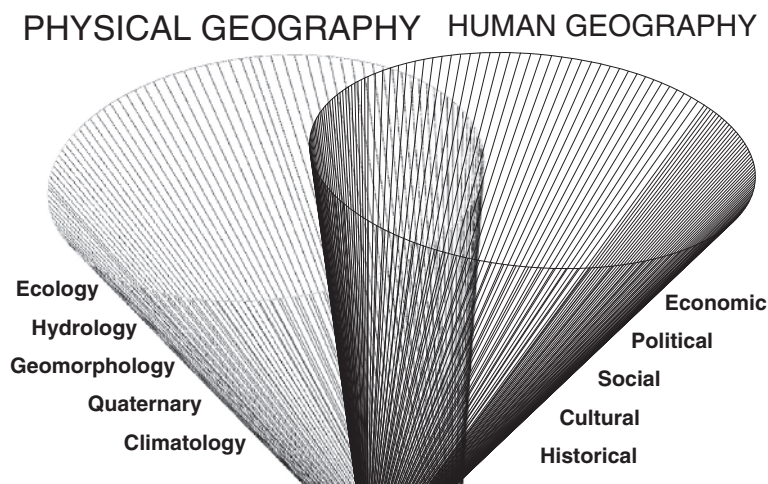 PHYSICAL GEOGRAPHY
HUMAN GEOGRAPHY
Ecology
Hydrology
Geomorphology
Quaternary
Climatology
Economic
Political
Social
Cultural
Historical